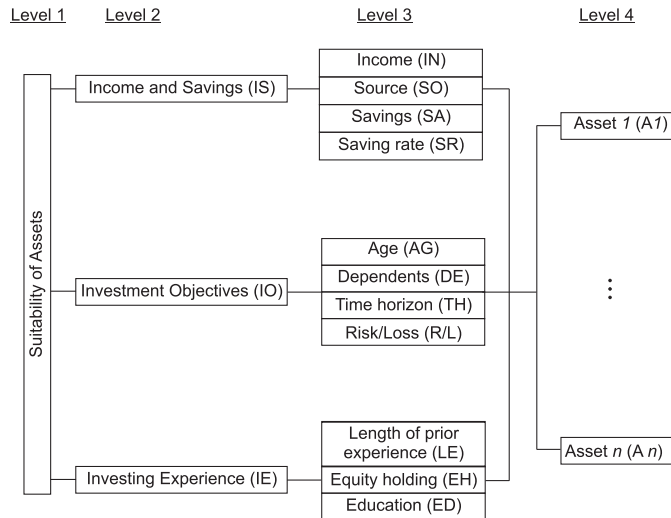 Level 1
Level 2
Level 3
Level 4
Suitability of Assets
Income and Savings (IS)
Income (IN)
Source (SO)
Savings (SA)
Saving rate (SR)
Investment Objectives (IO)
Age (AG)
Dependents (DE)
Time horizon (TH)
Risk/Loss (R/L)
Investing Experience (IE)
Length of prior
experience (LE)
Equity holding (EH)
Education (ED)
Asset 1 (A1)
Asset n (A n)